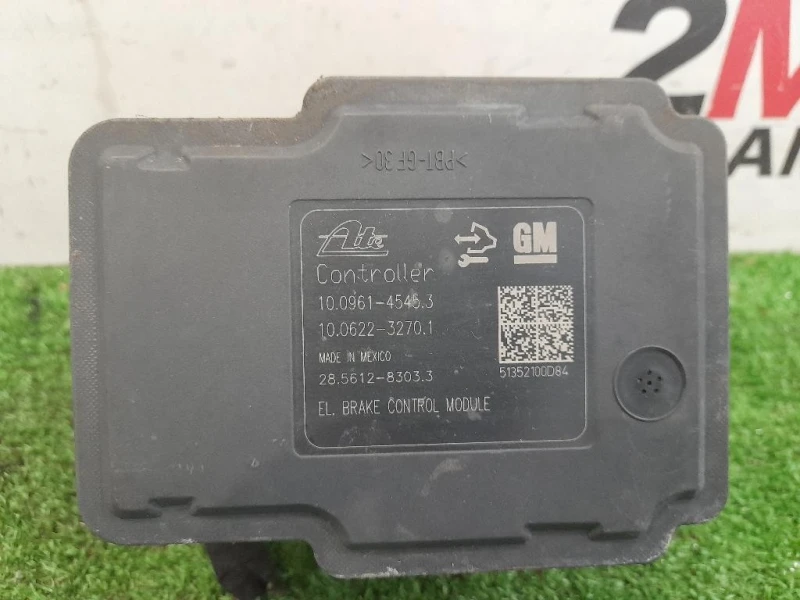 2M
>PBT-GF30<
Ate
GM
Controller
10.0961-4545.3
10.0622-3270.1
MADE IN MEXICO
28.5612-8303.3
51352100D84
EL. BRAKE CONTROL MODULE